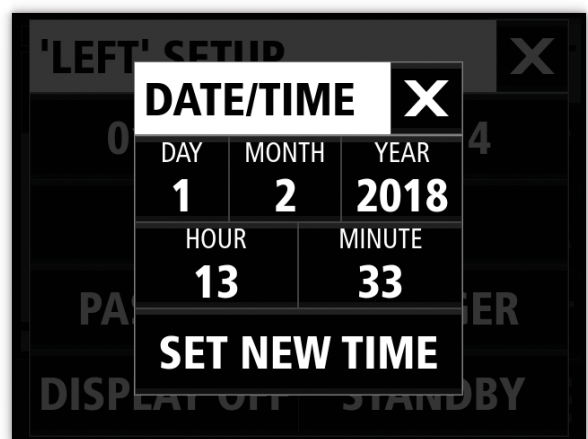 'LEFT' SETUP X
DATE/TIME X
DAY MONTH YEAR
1 2 2018
HOUR MINUTE
13 33
SET NEW TIME
DISPLAY OFF STANDBY